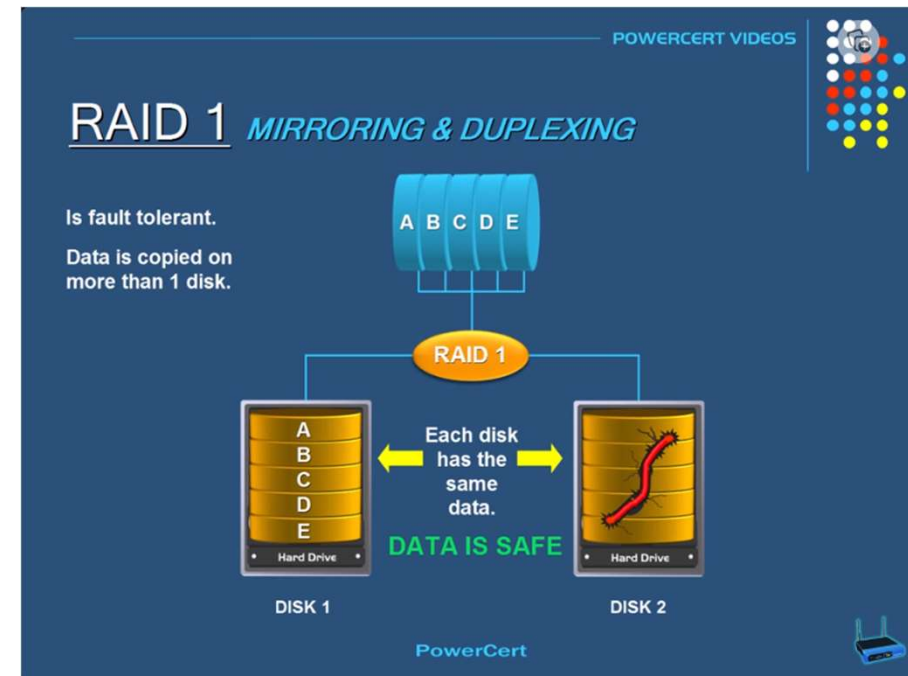 POWERCERT VIDEOS
RAID 1 MIRRORING & DUPLEXING
Is fault tolerant.
Data is copied on
more than 1 disk.
A B C D E
RAID 1
A
B
C
D
E
Hard Drive
DISK 1
Each disk
has the
same
data.
DATA IS SAFE
Hard Drive
DISK 2
PowerCert